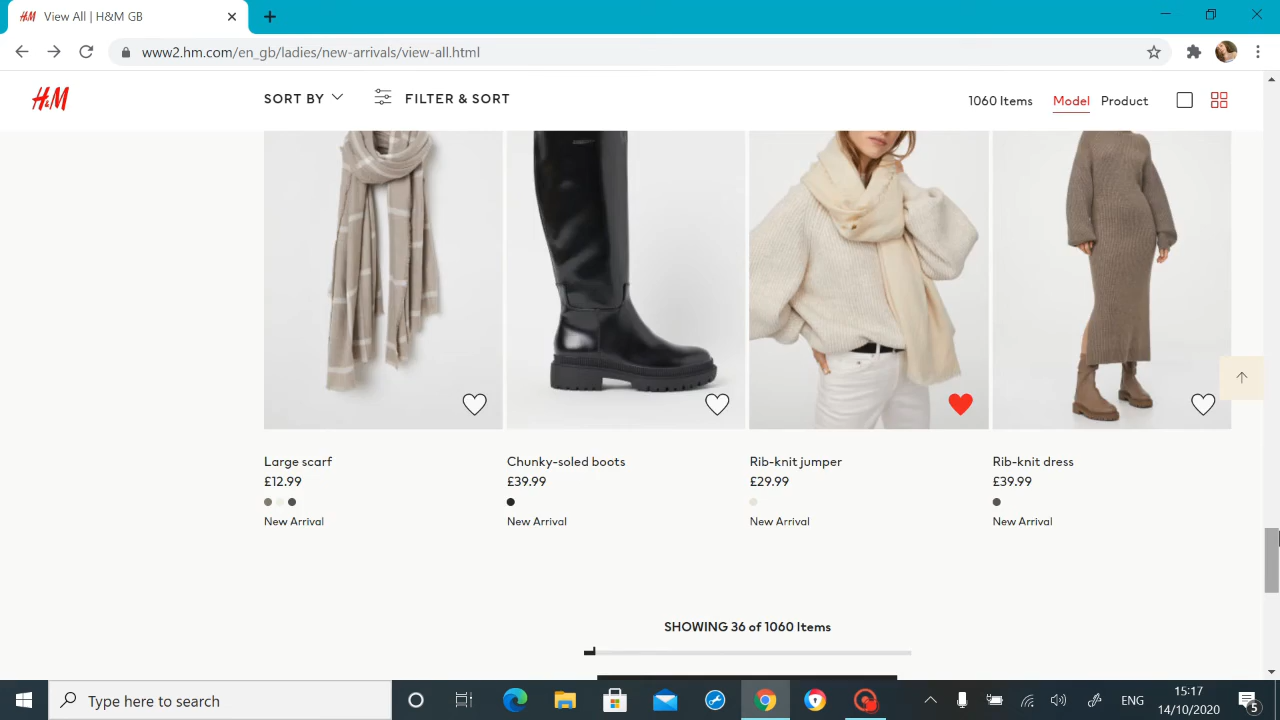 View All | H&M GB
www2.hm.com/en_gb/ladies/new-arrivals/view-all.html
H&M
SORT BY
FILTER & SORT
1060 Items
Model
Product
Large scarf
£12.99
New Arrival
Chunky-soled boots
£39.99
New Arrival
Rib-knit jumper
£29.99
New Arrival
Rib-knit dress
£39.99
New Arrival
SHOWING 36 of 1060 Items
Type here to search
ENG
15:17
14/10/2020
5